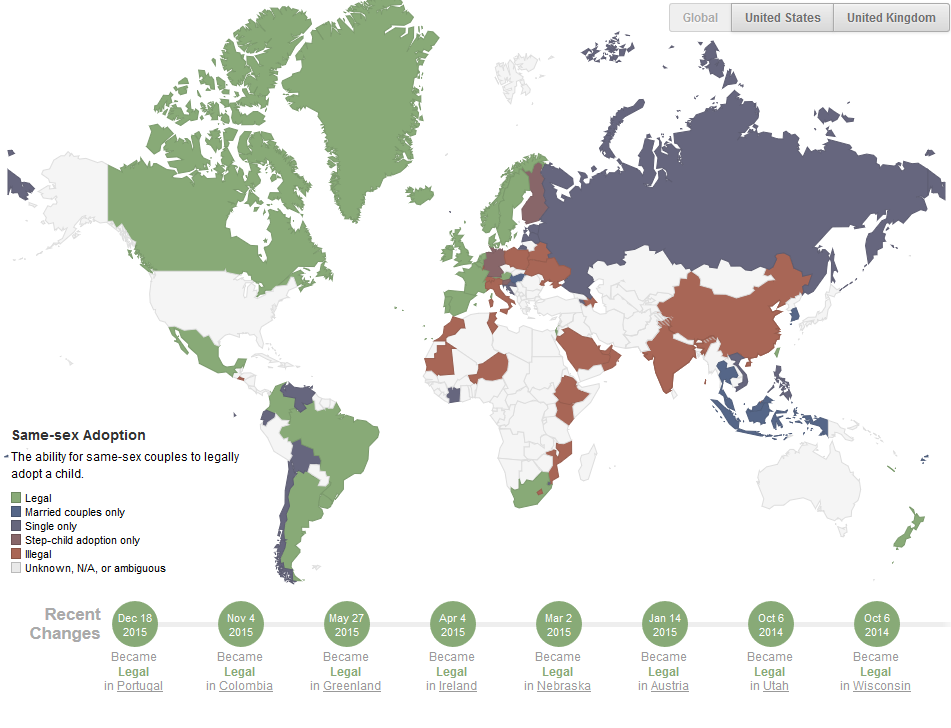 Global United States United Kingdom
Same-sex Adoption
The ability for same-sex couples to legally
adopt a child.
Legal
Married couples only
Single only
Step-child adoption only
Illegal
Unknown, N/A, or ambiguous
Recent
Changes
Dec 18
2015
Became
Legal
in Portugal
Nov 4
2015
Became
Legal
in Colombia
May 27
2015
Became
Legal
in Greenland
Apr 4
2015
Became
Legal
in Ireland
Mar 2
2015
Became
Legal
in Nebraska
Jan 14
2015
Became
Legal
in Austria
Oct 6
2014
Became
Legal
in Utah
Oct 6
2014
Became
Legal
in Wisconsin